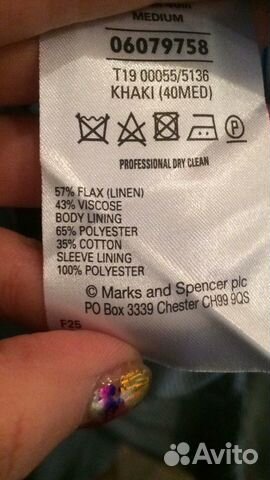 MEDIUM
06079758
T19 00055/5136
KHAKI (40MED)
P
PROFESSIONAL DRY CLEAN
57% FLAX (LINEN)
43% VISCOSE
BODY LINING
65% POLYESTER
35% COTTON
SLEEVE LINING
100% POLYESTER
© Marks and Spencer plc
PO Box 3339 Chester CH99 9QS
F25
Avito